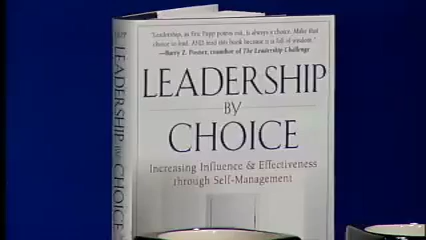 "Leadership, as Eric Papp points out, is always a choice. Make that
choice to lead. AND read this book because it is full of wisdom."
—Barry Z. Posner, coauthor of The Leadership Challenge
LEADERSHIP
BY
CHOICE
Increasing Influence & Effectiveness
through Self-Management
PAPP
LEADERSHIP BY CHOICE